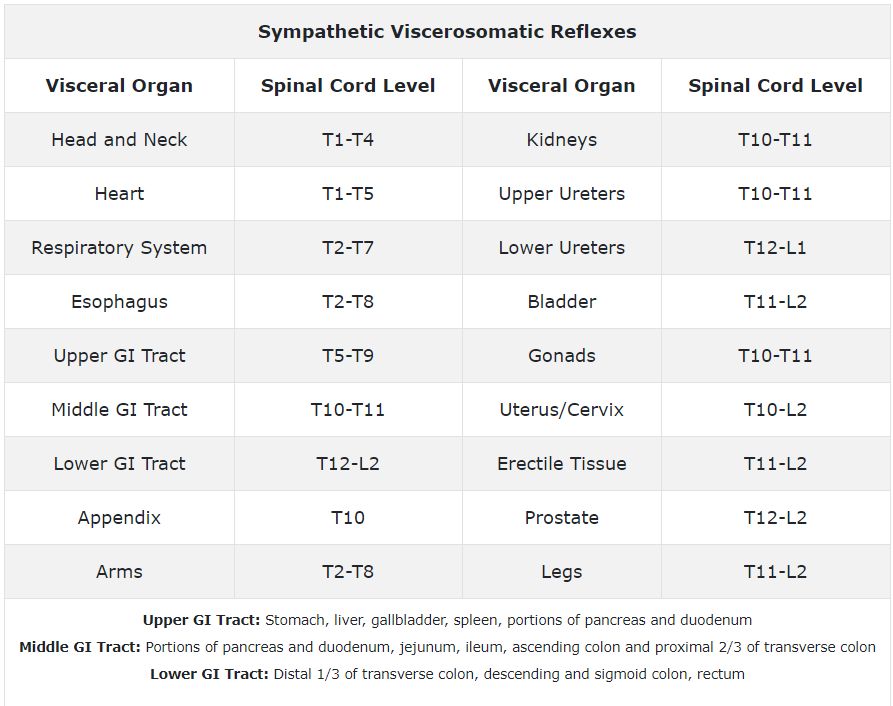 Sympathetic Viscerosomatic Reflexes
Visceral Organ Spinal Cord Level Visceral Organ Spinal Cord Level
Head and Neck T1-T4 Kidneys T10-T11
Heart T1-T5 Upper Ureters T10-T11
Respiratory System T2-T7 Lower Ureters T12-L1
Esophagus T2-T8 Bladder T11-L2
Upper GI Tract T5-T9 Gonads T10-T11
Middle GI Tract T10-T11 Uterus/Cervix T10-L2
Lower GI Tract T12-L2 Erectile Tissue T11-L2
Appendix T10 Prostate T12-L2
Arms T2-T8 Legs T11-L2
Upper GI Tract: Stomach, liver, gallbladder, spleen, portions of pancreas and duodenum
Middle GI Tract: Portions of pancreas and duodenum, jejunum, ileum, ascending colon and proximal 2/3 of transverse colon
Lower GI Tract: Distal 1/3 of transverse colon, descending and sigmoid colon, rectum